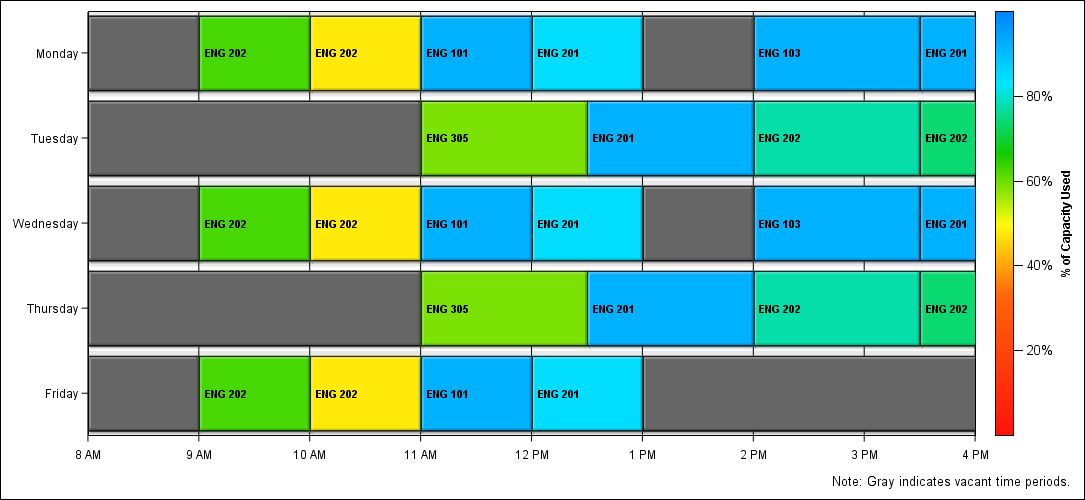 Monday
ENG 202
ENG 202
ENG 101
ENG 201
ENG 103
ENG 201
Tuesday
ENG 305
ENG 201
ENG 202
ENG 202
Wednesday
ENG 202
ENG 202
ENG 101
ENG 201
ENG 103
ENG 201
Thursday
ENG 305
ENG 201
ENG 202
ENG 202
Friday
ENG 202
ENG 202
ENG 101
ENG 201
8 AM
9 AM
10 AM
11 AM
12 PM
1 PM
2 PM
3 PM
4 PM
80%
60%
40%
20%
% of Capacity Used
Note: Gray indicates vacant time periods.